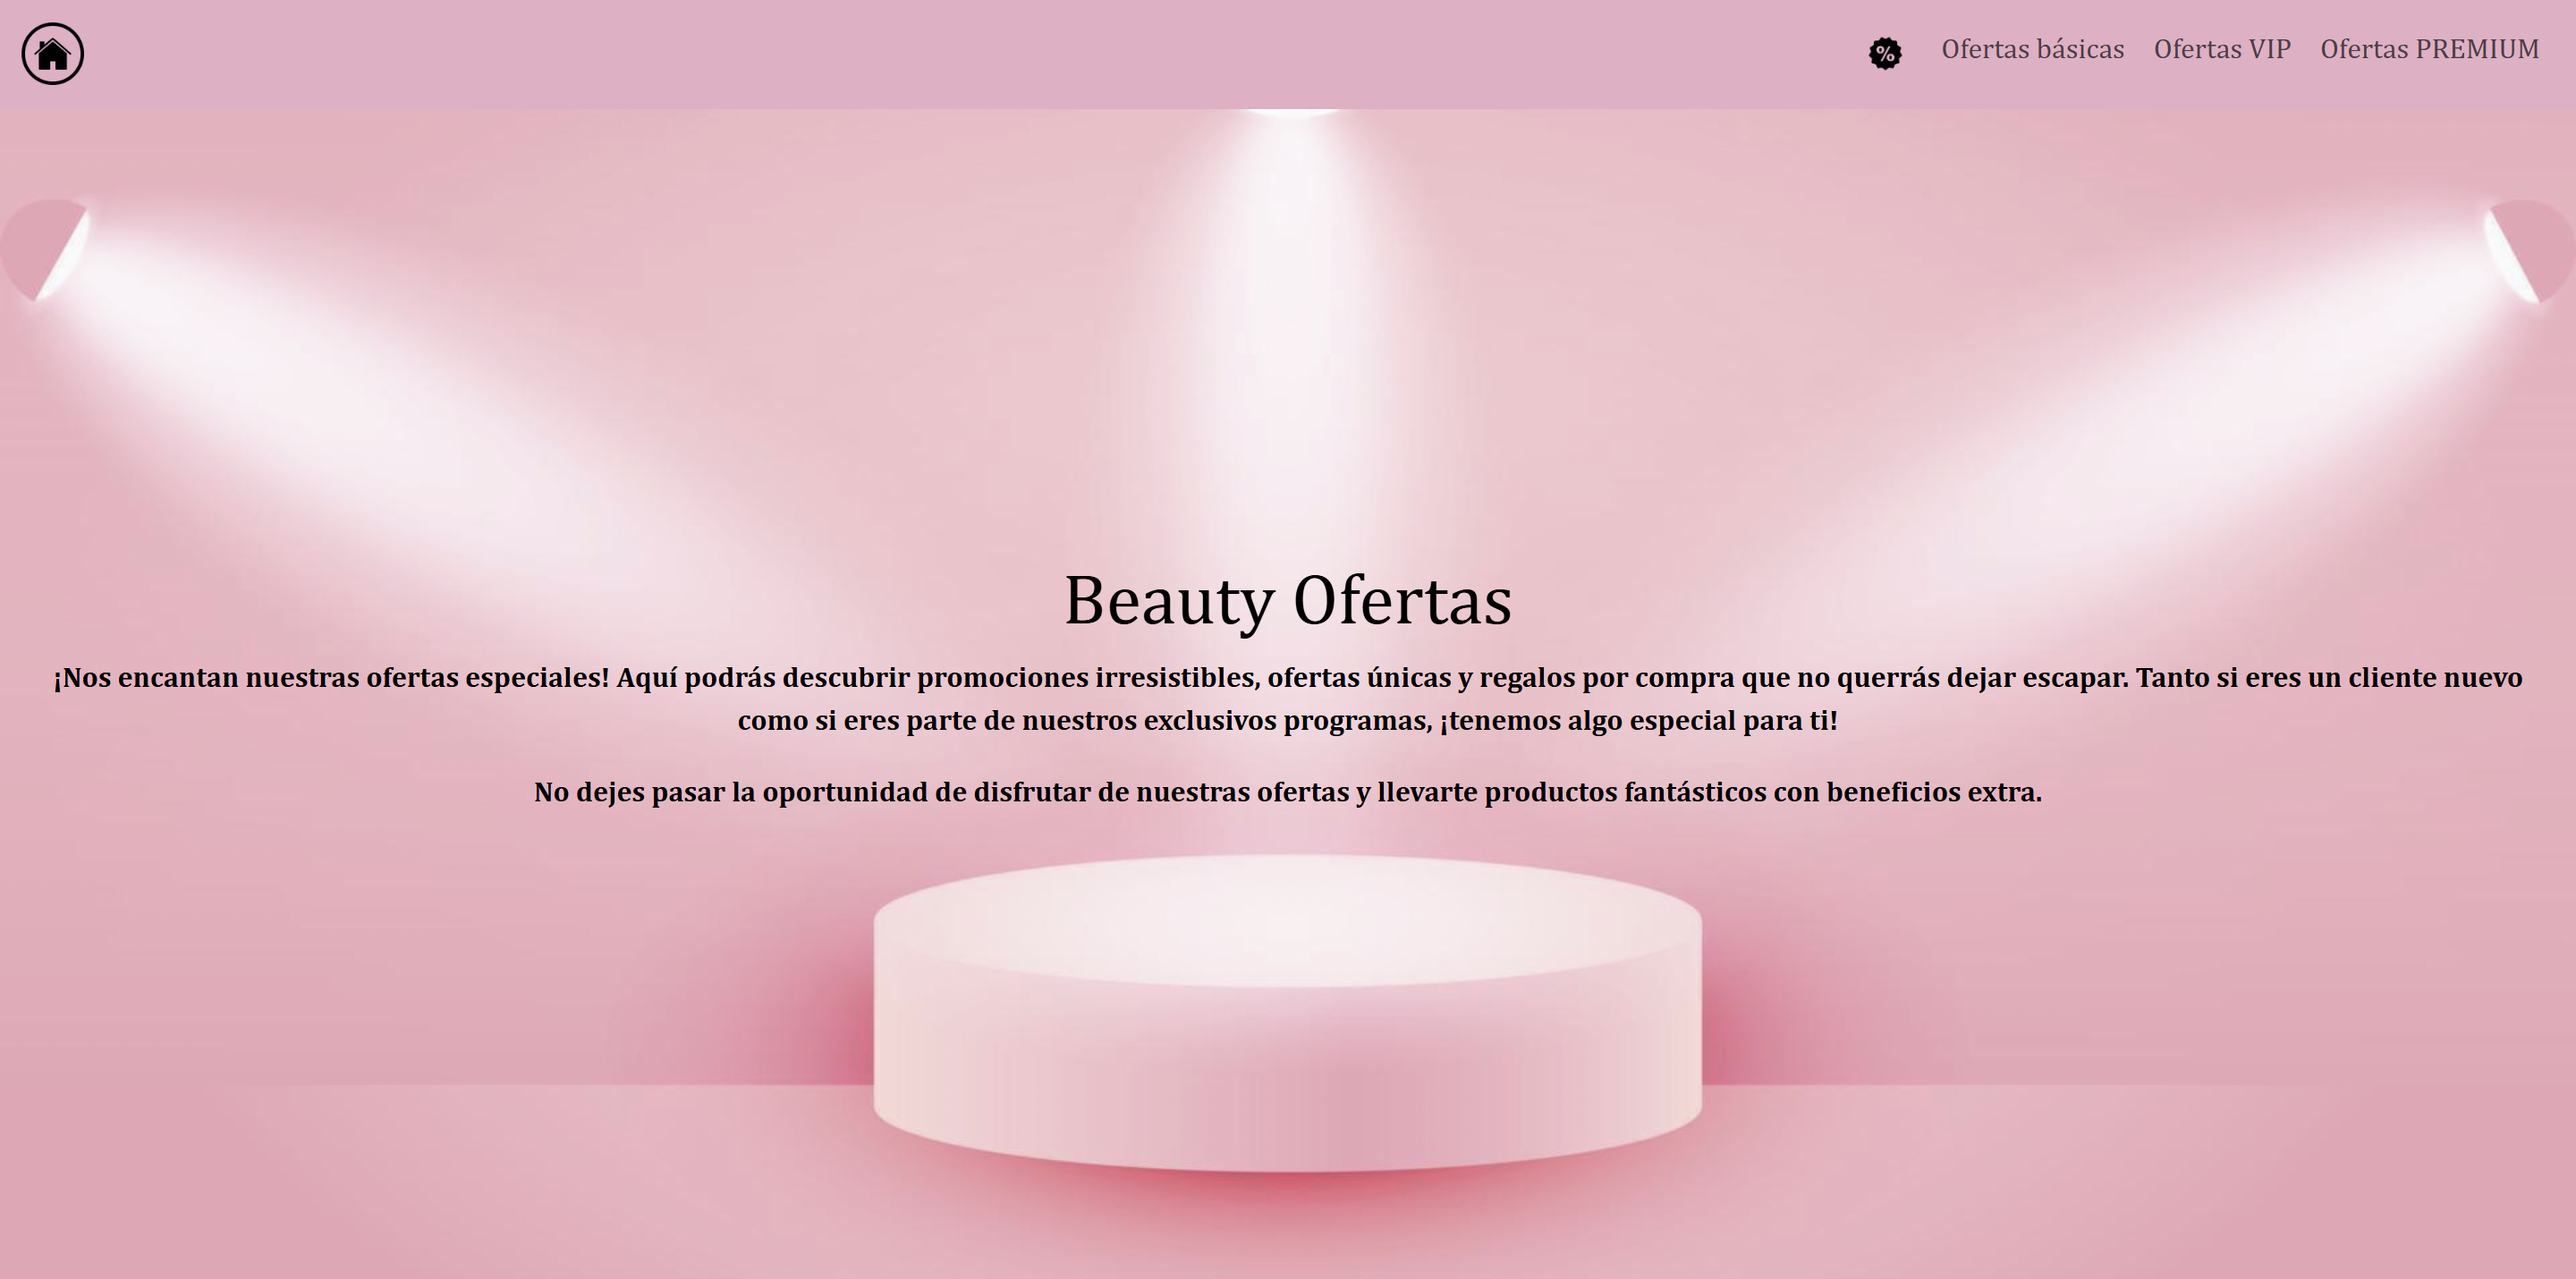 % Ofertas básicas Ofertas VIP Ofertas PREMIUM
Beauty Ofertas
¡Nos encantan nuestras ofertas especiales! Aquí podrás descubrir promociones irresistibles, ofertas únicas y regalos por compra que no querrás dejar escapar. Tanto si eres un cliente nuevo
como si eres parte de nuestros exclusivos programas, ¡tenemos algo especial para ti!
No dejes pasar la oportunidad de disfrutar de nuestras ofertas y llevarte productos fantásticos con beneficios extra.